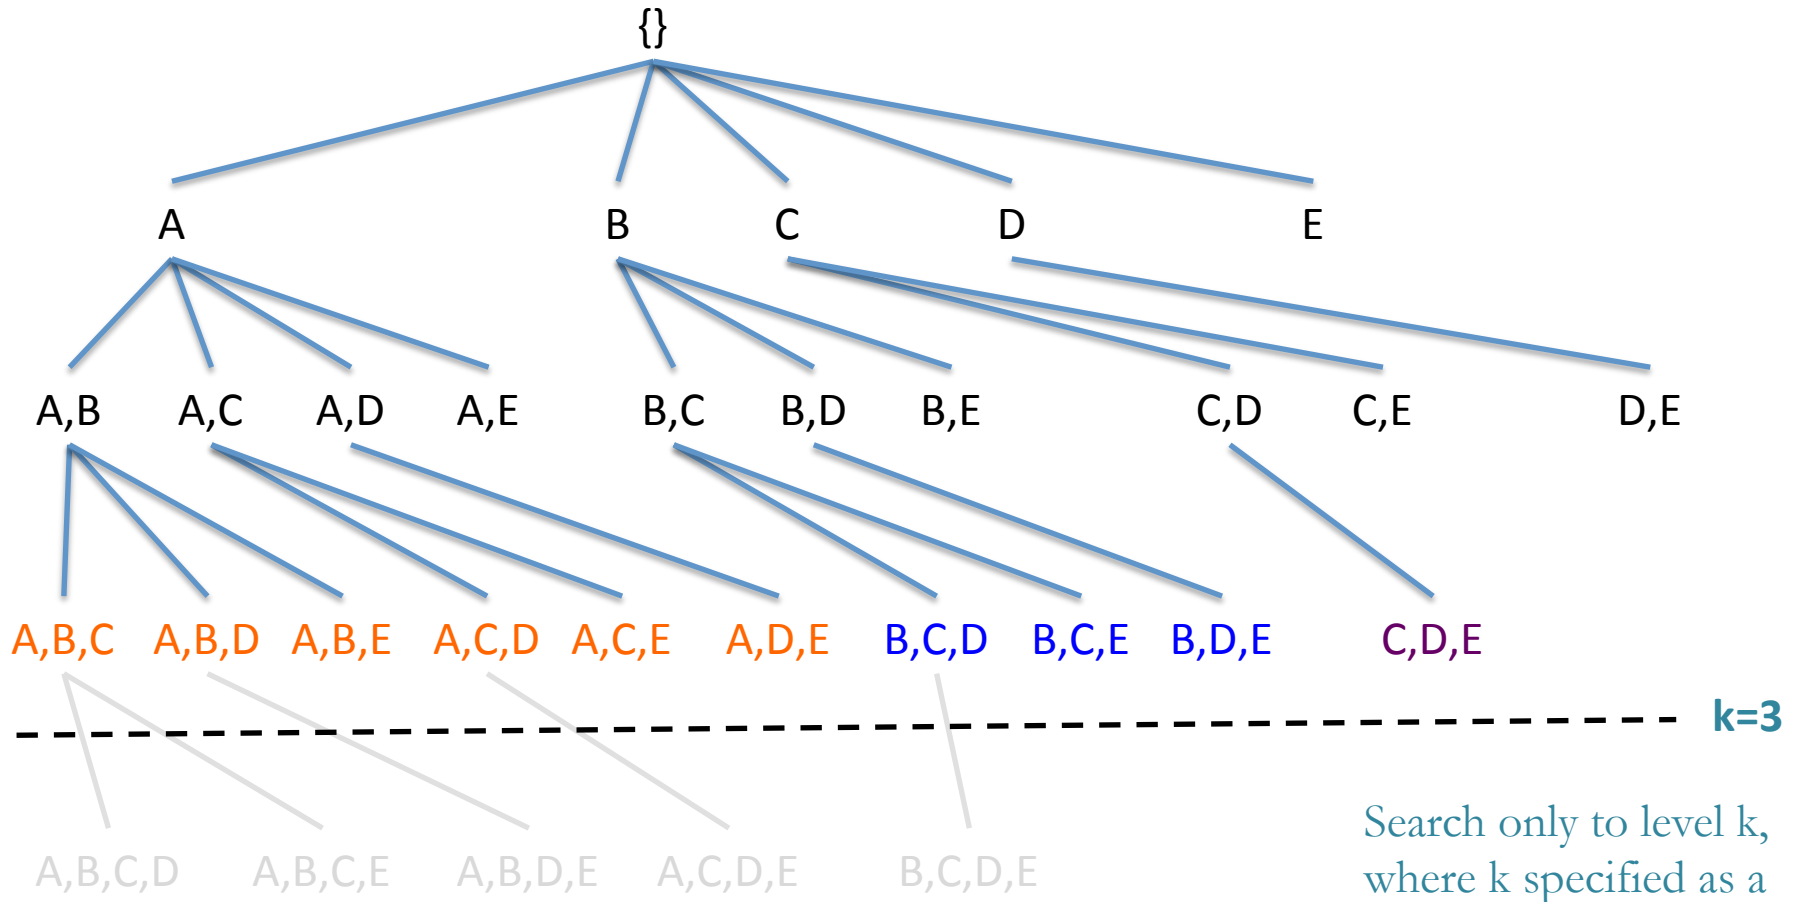 {}
A B C D E
A,B A,C A,D A,E B,C B,D B,E C,D C,E D,E
A,B,C A,B,D A,B,E A,C,D A,C,E A,D,E B,C,D B,C,E B,D,E C,D,E
k=3
A,B,C,D A,B,C,E A,B,D,E A,C,D,E B,C,D,E
Search only to level k,
where k specified as a